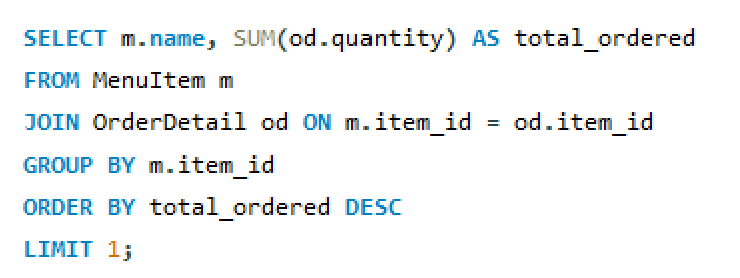 SELECT m.name, SUM(od.quantity) AS total_ordered
FROM MenuItem m
JOIN OrderDetail od ON m.item_id = od.item_id
GROUP BY m.item_id
ORDER BY total_ordered DESC
LIMIT 1;